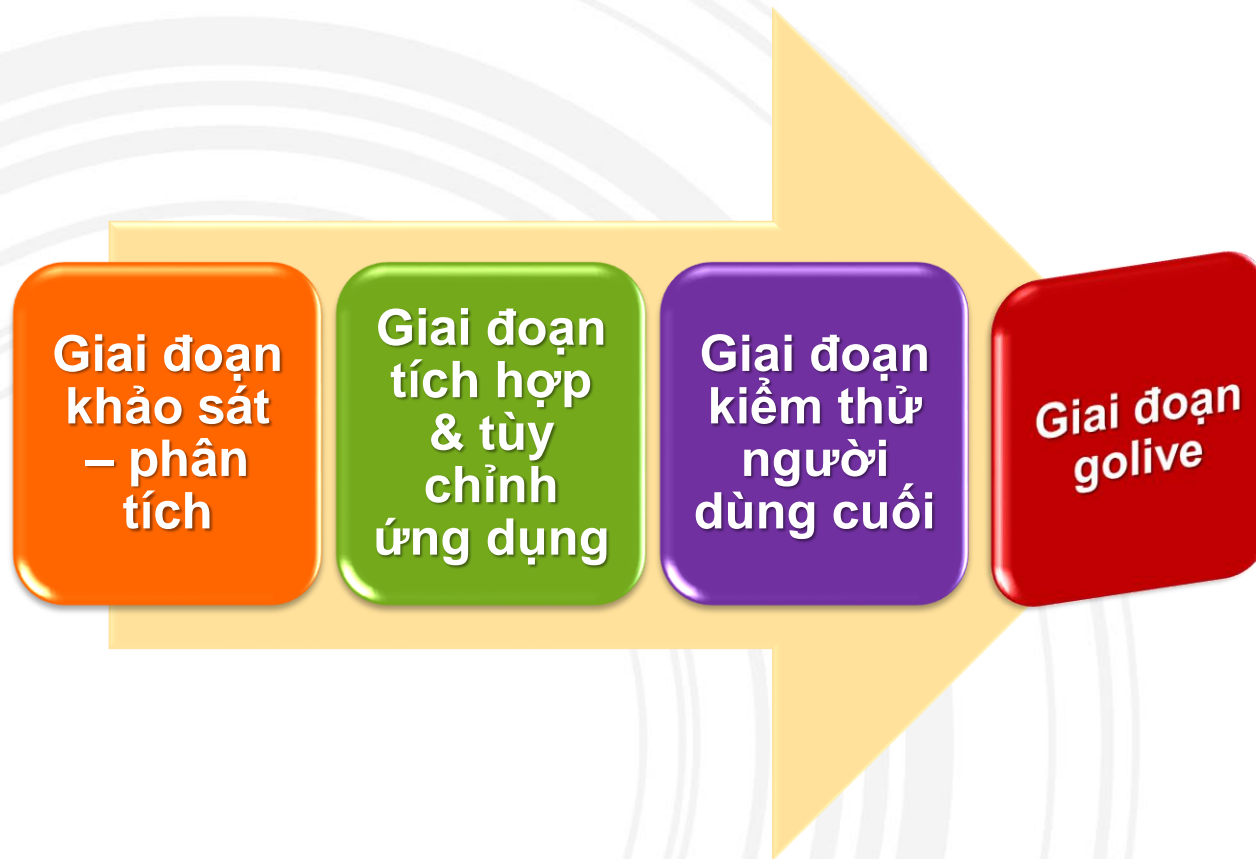 Giai đoạn
khảo sát
– phân
tích
Giai đoạn
tích hợp
& tùy
chỉnh
ứng dụng
Giai đoạn
kiểm thử
người
dùng cuối
Giai đoạn
golive